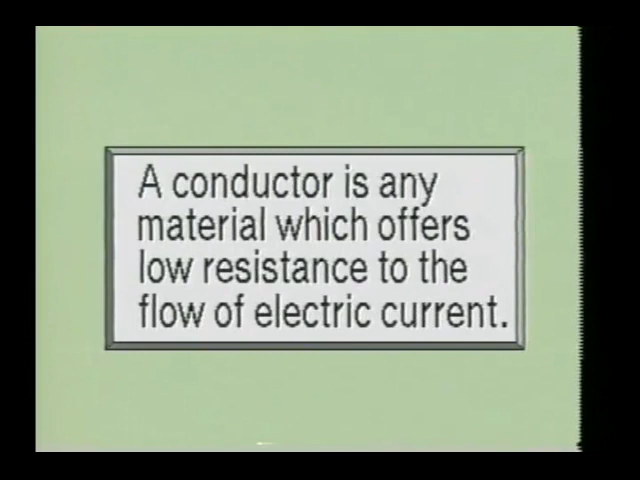 A conductor is any
material which offers
low resistance to the
flow of electric current.